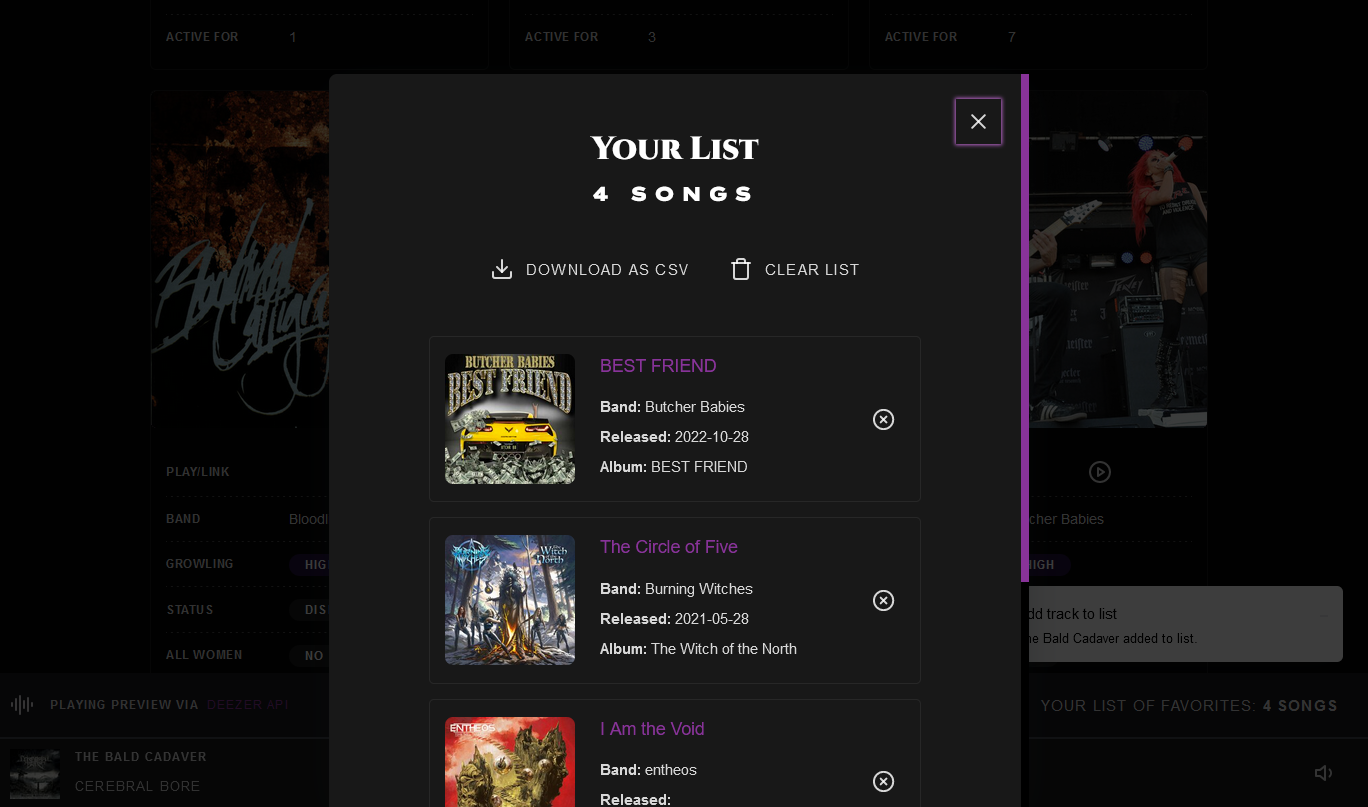 ACTIVE FOR 1
ACTIVE FOR 3
ACTIVE FOR 7
YOUR LIST
4 SONGS
DOWNLOAD AS CSV
CLEAR LIST
BUTCHER BABIES
BEST FRIEND
BEST FRIEND
Band: Butcher Babies
Released: 2022-10-28
Album: BEST FRIEND
BURNING WITCHES
The Witch of the North
The Circle of Five
Band: Burning Witches
Released: 2021-05-28
Album: The Witch of the North
ENTHEOS
I Am the Void
Band: entheos
Released:
PLAY/LINK
BAND Bloodl
GROWLING HIG
STATUS DIS
ALL WOMEN NO
cher Babies
HIGH
dd track to list
e Bald Cadaver added to list.
PLAYING PREVIEW VIA DEEZER API
YOUR LIST OF FAVORITES: 4 SONGS
THE BALD CADAVER
CEREBRAL BORE